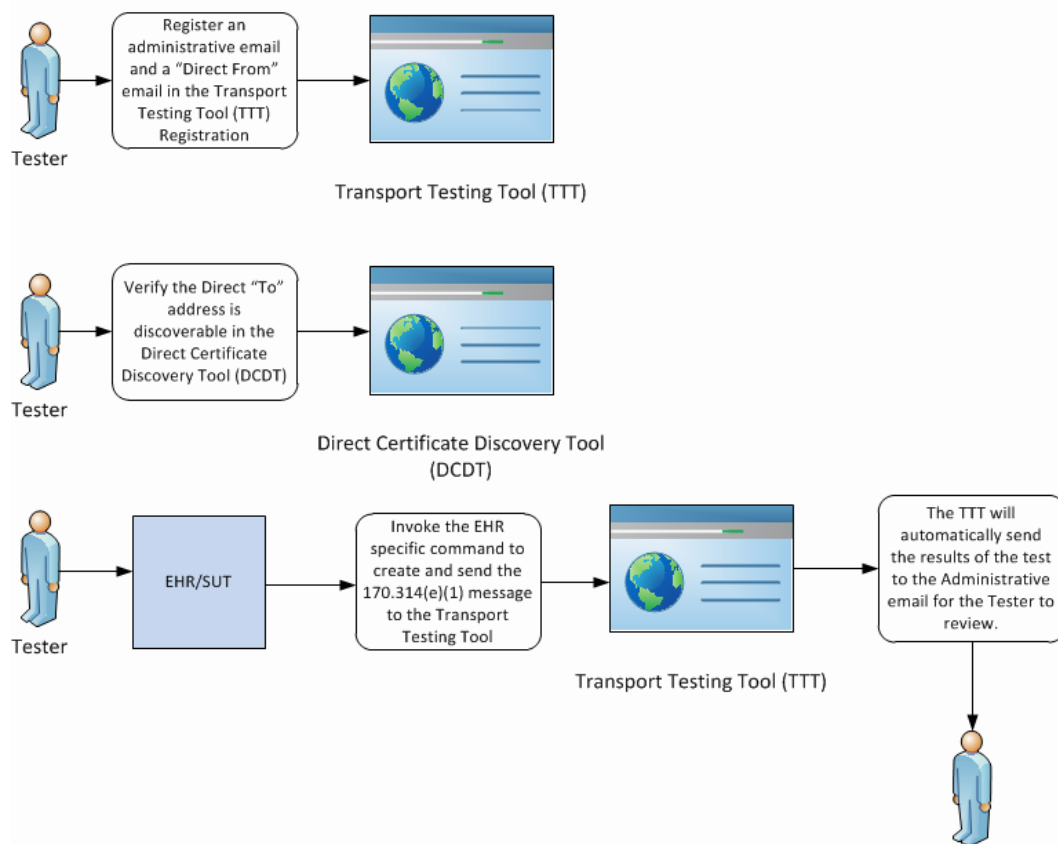 Register an
administrative email
and a “Direct From”
email in the Transport
Testing Tool (TTT)
Registration
Tester
Transport Testing Tool (TTT)
Verify the Direct “To”
address is
discoverable in the
Direct Certificate
Discovery Tool (DCDT)
Tester
Direct Certificate Discovery Tool
(DCDT)
EHR/SUT
Invoke the EHR
specific command to
create and send the
170.314(e)(1) message
to the Transport
Testing Tool
The TTT will
automatically send
the results of the test
to the Administrative
email for the Tester to
review.
Tester
Transport Testing Tool (TTT)